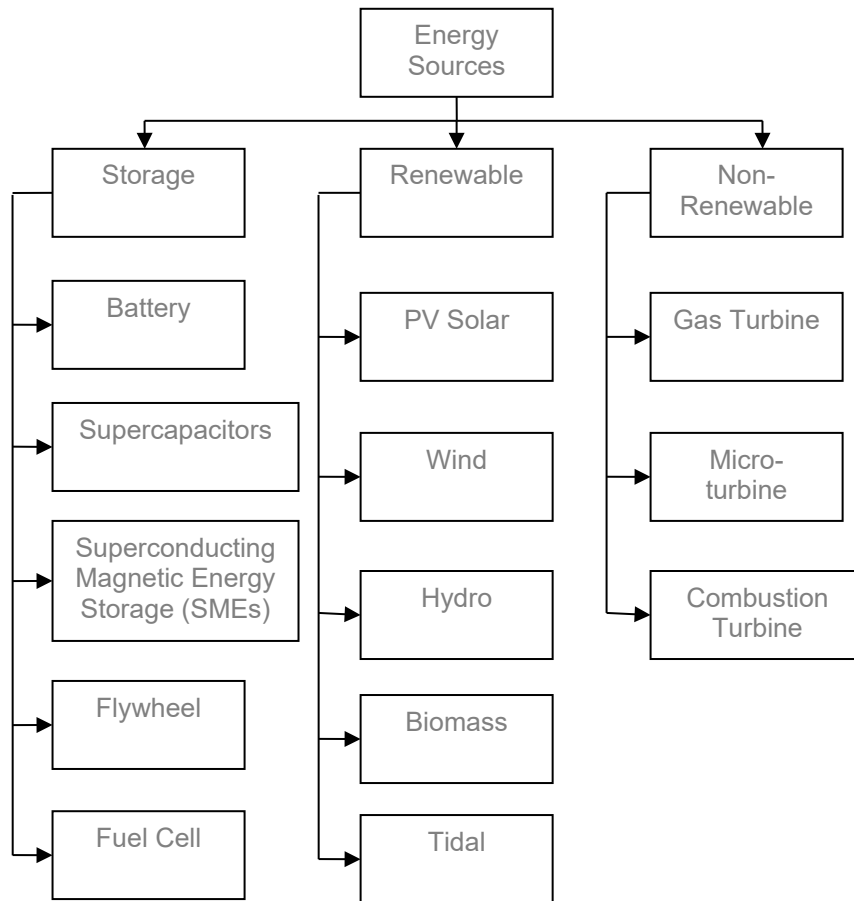 Energy
Sources
Storage
Renewable
Non-
Renewable
Battery
Supercapacitors
Superconducting
Magnetic Energy
Storage (SMEs)
Flywheel
Fuel Cell
PV Solar
Wind
Hydro
Biomass
Tidal
Gas Turbine
Micro-
turbine
Combustion
Turbine